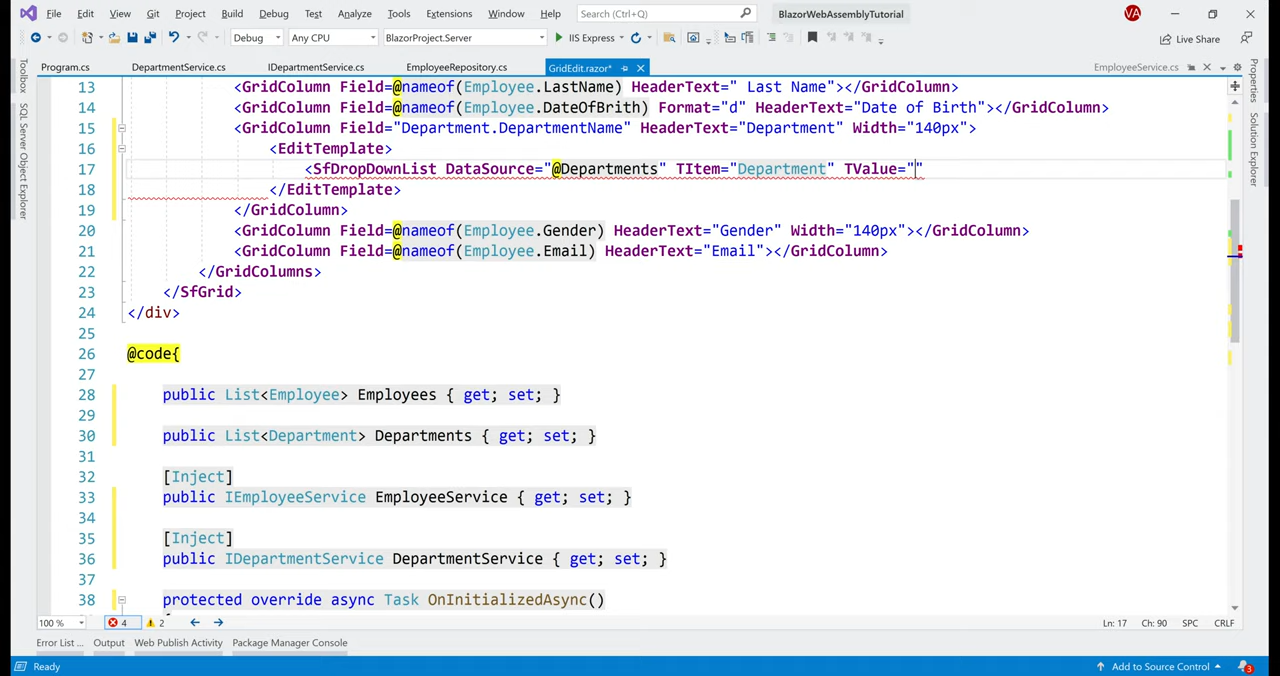 File Edit View Git Project Build Debug Test Analyze Tools Extensions Window Help Search (Ctrl+Q) BlazorWebAssemblyTutorial VA
Debug Any CPU BlazorProject.Server IIS Express Live Share
Program.cs DepartmentService.cs IDepartmentService.cs EmployeeRepository.cs GridEdit.razor* EmployeeService.cs
Toolbox
SQL Server Object Explorer
Properties
Solution Explorer
13 <GridColumn Field=@nameof(Employee.LastName) HeaderText=" Last Name"></GridColumn>
14 <GridColumn Field=@nameof(Employee.DateOfBrith) Format="d" HeaderText="Date of Birth"></GridColumn>
15 <GridColumn Field="Department.DepartmentName" HeaderText="Department" Width="140px">
16 <EditTemplate>
17 <SfDropDownList DataSource="@Departments" TItem="Department" TValue=""
18 </EditTemplate>
19 </GridColumn>
20 <GridColumn Field=@nameof(Employee.Gender) HeaderText="Gender" Width="140px"></GridColumn>
21 <GridColumn Field=@nameof(Employee.Email) HeaderText="Email"></GridColumn>
22 </GridColumns>
23 </SfGrid>
24 </div>
25
26 @code{
27
28 public List<Employee> Employees { get; set; }
29
30 public List<Department> Departments { get; set; }
31
32 [Inject]
33 public IEmployeeService EmployeeService { get; set; }
34
35 [Inject]
36 public IDepartmentService DepartmentService { get; set; }
37
38 protected override async Task OnInitializedAsync()
100 % 4 2 Ln: 17 Ch: 90 SPC CRLF
Error List ... Output Web Publish Activity Package Manager Console
Ready Add to Source Control 3